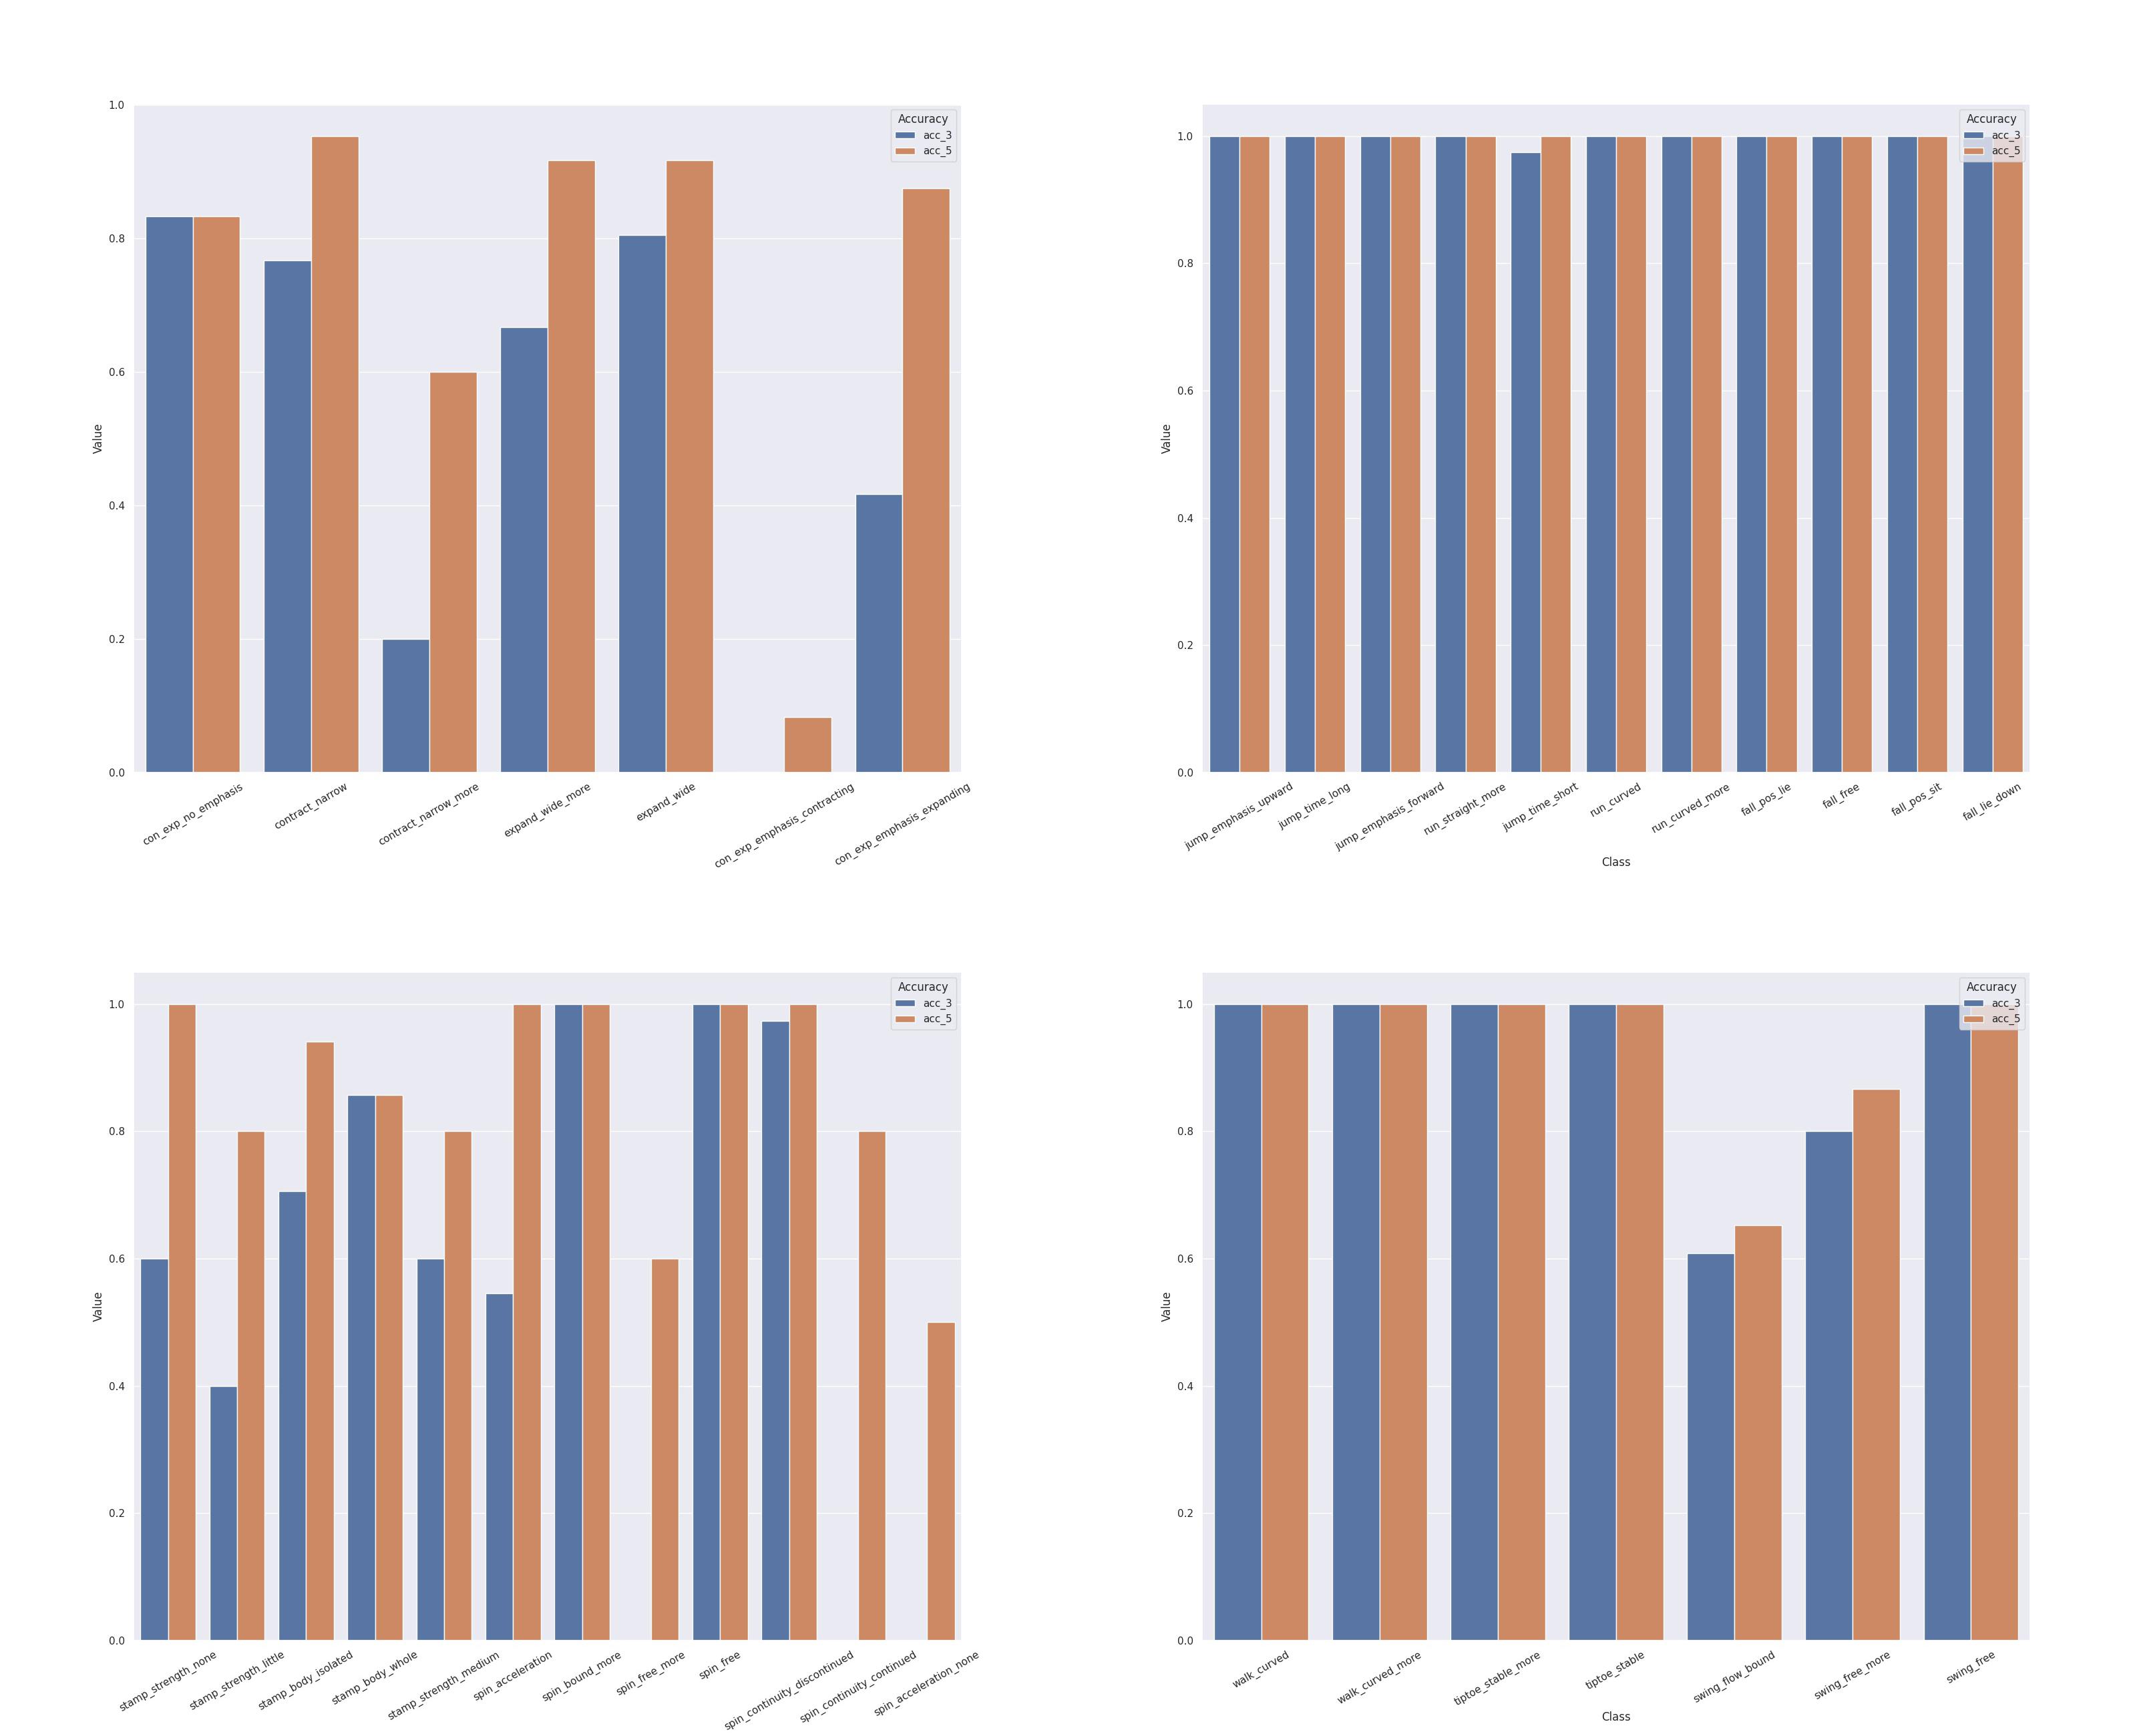 1.0
0.8
0.6
0.4
0.2
0.0
Value
Accuracy
acc_3
acc_5
con_exp_no_emphasis
contract_narrow
contract_narrow_more
expand_wide_more
expand_wide
con_exp_emphasis_contracting
con_exp_emphasis_expanding
1.0
0.8
0.6
0.4
0.2
0.0
Value
Accuracy
acc_3
acc_5
jump_emphasis_upward
jump_time_long
jump_emphasis_forward
run_straight_more
jump_time_short
run_curved
run_curved_more
fall_pos_lie
fall_free
fall_pos_sit
fall_lie_down
Class
1.0
0.8
0.6
0.4
0.2
0.0
Value
Accuracy
acc_3
acc_5
stamp_strength_none
stamp_strength_little
stamp_body_isolated
stamp_body_whole
stamp_strength_medium
spin_acceleration
spin_bound_more
spin_free_more
spin_free
spin_continuity_discontinued
spin_continuity_continued
spin_acceleration_none
1.0
0.8
0.6
0.4
0.2
0.0
Value
Accuracy
acc_3
acc_5
walk_curved
walk_curved_more
tiptoe_stable_more
tiptoe_stable
swing_flow_bound
swing_free_more
swing_free
Class